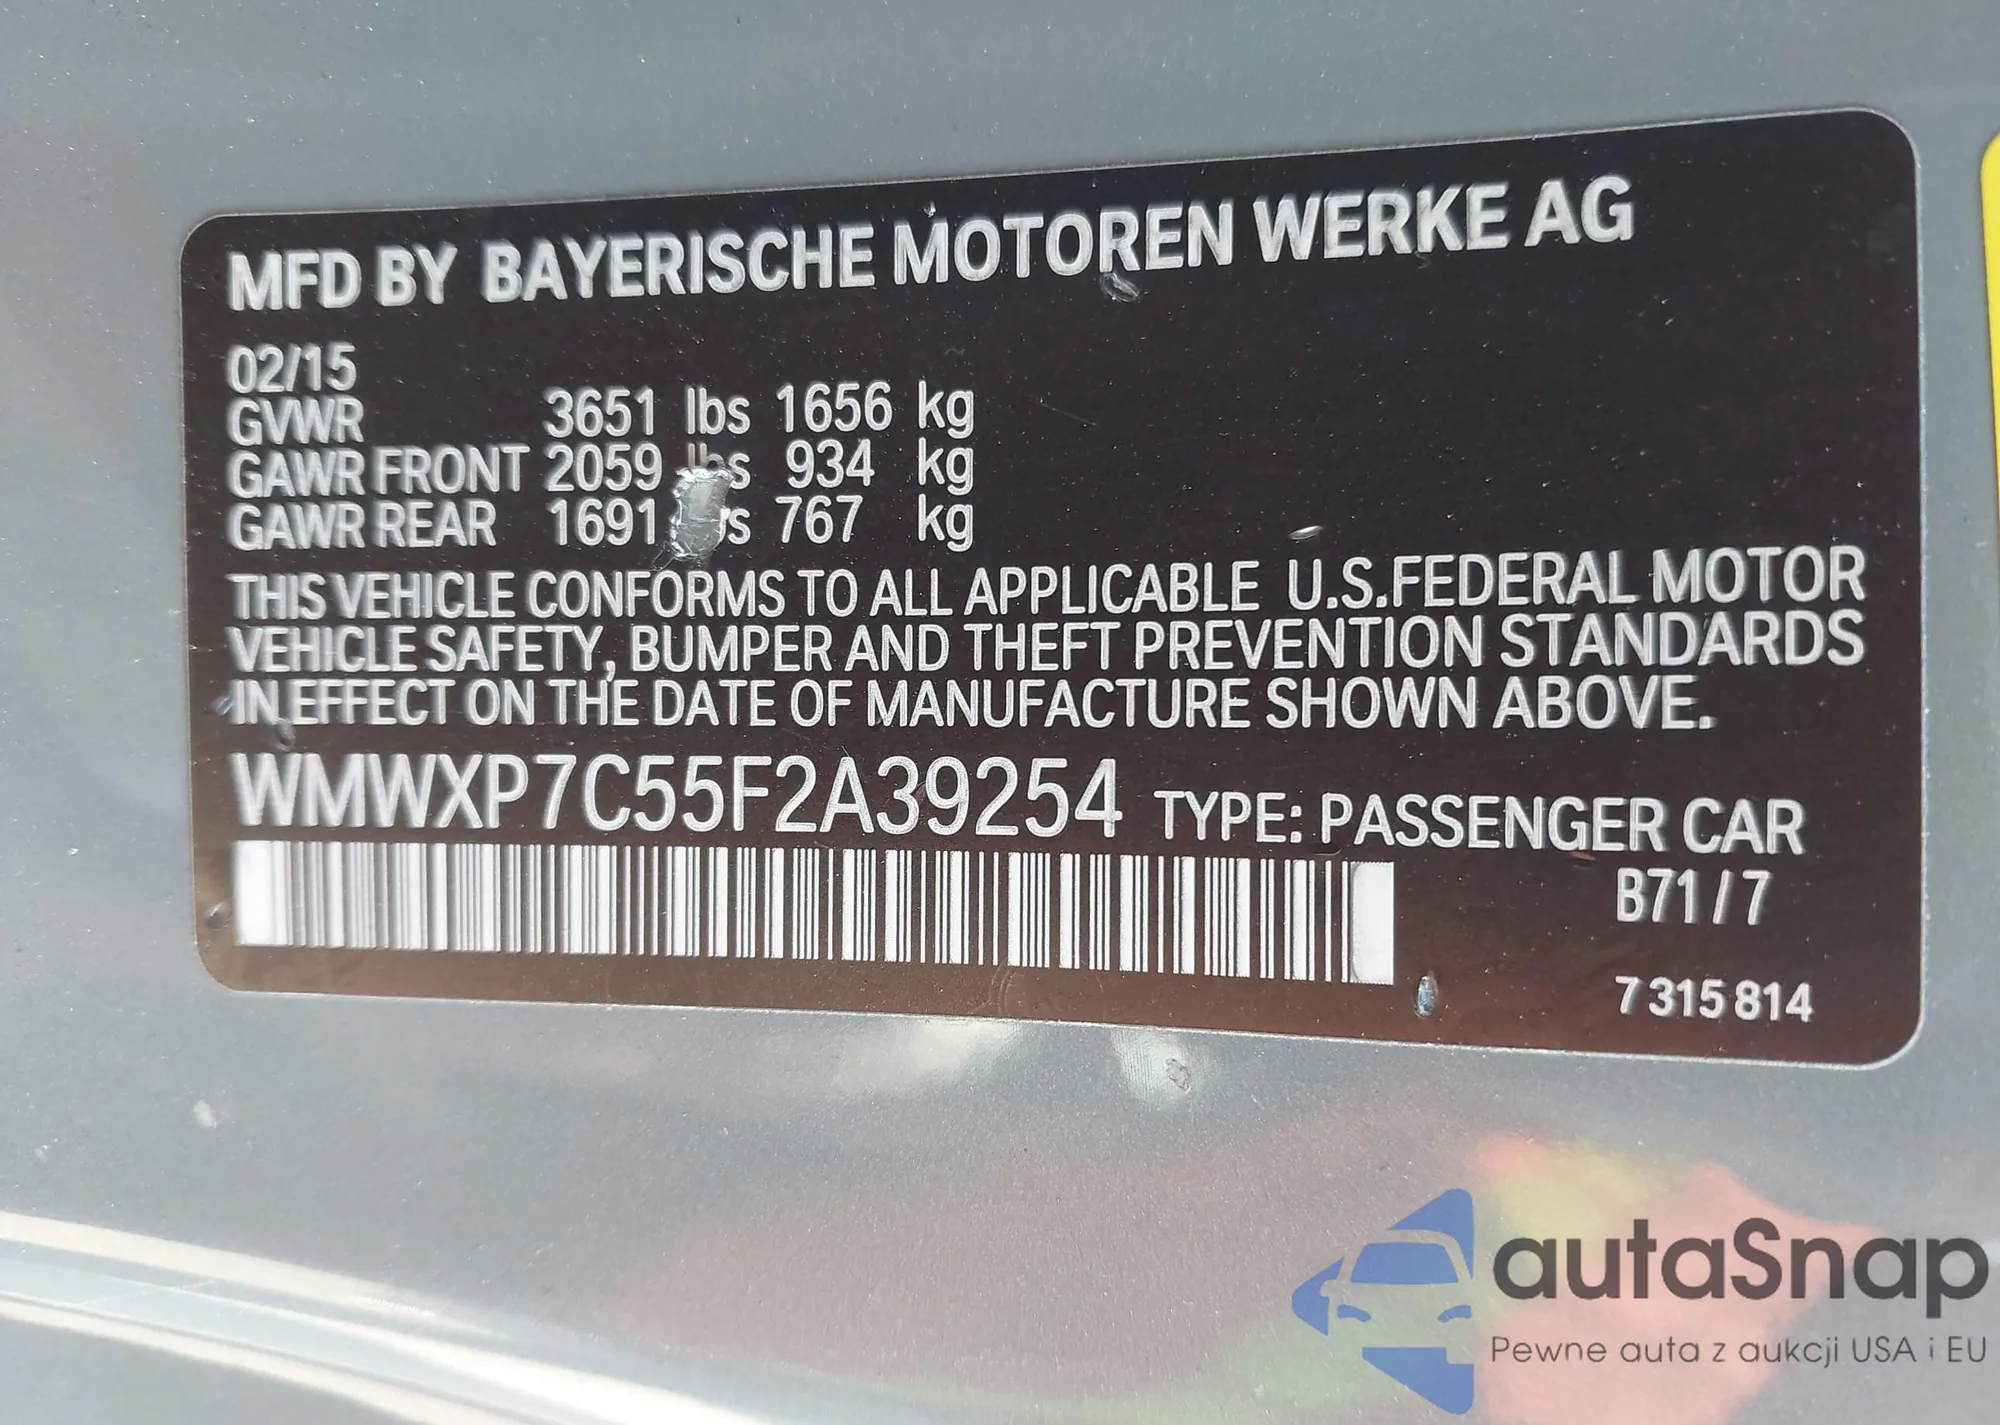 MFD BY BAYERISCHE MOTOREN WERKE AG
02/15
GVWR 3651 lbs 1656 kg
GAWR FRONT 2059 lbs 934 kg
GAWR REAR 1691 lbs 767 kg
THIS VEHICLE CONFORMS TO ALL APPLICABLE U.S.FEDERAL MOTOR
VEHICLE SAFETY, BUMPER AND THEFT PREVENTION STANDARDS
IN EFFECT ON THE DATE OF MANUFACTURE SHOWN ABOVE.
WMWXP7C55F2A39254 TYPE: PASSENGER CAR
B71/7
7 315 814
autaSnap
Pewne auta z aukcji USA i EU